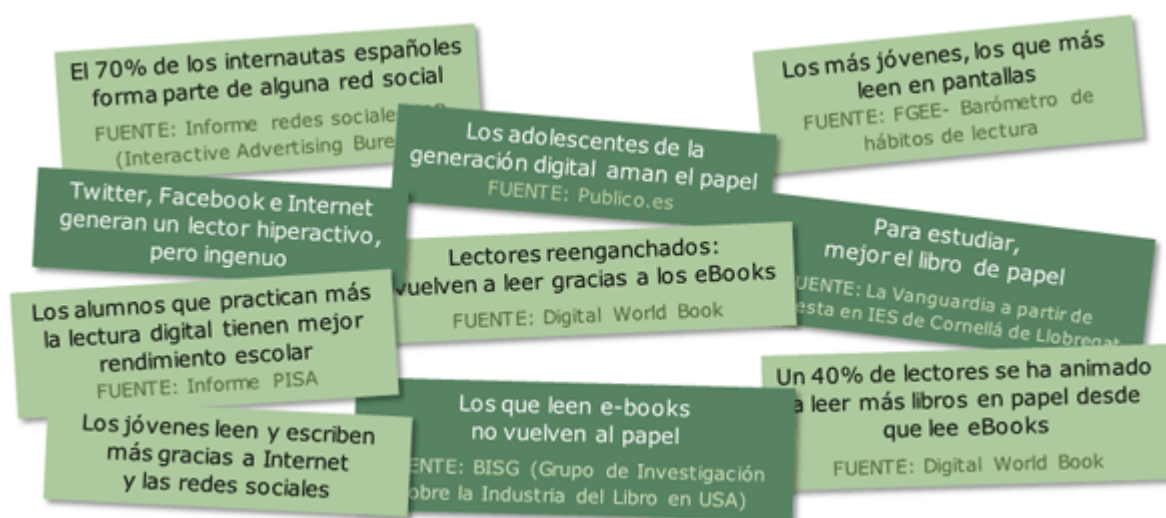 El 70% de los internautas españoles
forma parte de alguna red social
FUENTE: Informe redes sociales
(Interactive Advertising
Los más jóvenes, los que más
leen en pantallas
FUENTE: FGEE- Barómetro de
hábitos de lectura
Los adolescentes de la
generación digital aman el papel
FUENTE: Publico.es
Twitter, Facebook e Internet
generan un lector hiperactivo,
pero ingenuo
Lectores reenganchados:
vuelven a leer gracias a los eBooks
FUENTE: Digital World Book
Para estudiar,
mejor el libro de papel
FUENTE: La Vanguardia a partir de
en IES de Cornellá de Llobregat
Los alumnos que practican más
la lectura digital tienen mejor
rendimiento escolar
FUENTE: Informe PISA
Un 40% de lectores se ha animado
a leer más libros en papel desde
que lee eBooks
FUENTE: Digital World Book
Los que leen e-books
no vuelven al papel
FUENTE: BISG (Grupo de Investigación
sobre la Industria del Libro en USA)
Los jóvenes leen y escriben
más gracias a Internet
y las redes sociales